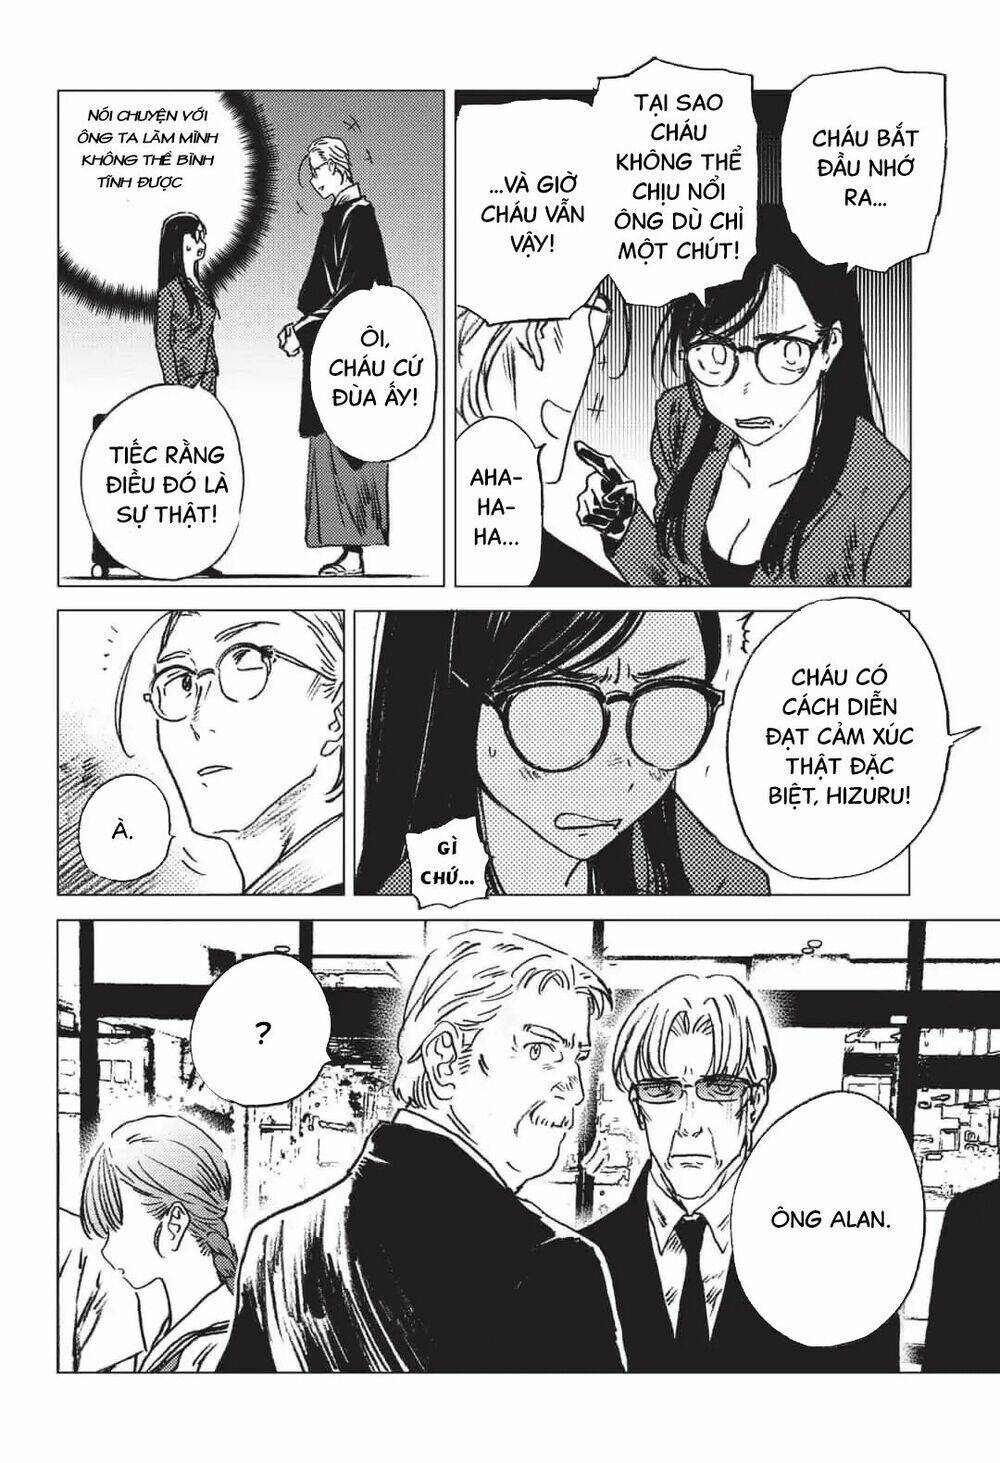 CHÁU BẮT
ĐẦU NHỚ
RA...
TẠI SAO
CHÁU
KHÔNG THỂ
CHỊU NỔI
ÔNG DÙ CHỈ
MỘT CHÚT!
...VÀ GIỜ
CHÁU VẪN
VẬY!
AHA-
HA-
HA...
NÓI CHUYỆN VỚI
ÔNG TA LÀM MÌNH
KHÔNG THỂ BÌNH
TĨNH ĐƯỢC
ÔI,
CHÁU CỨ
ĐÙA ẤY!
TIẾC RẰNG
ĐIỀU ĐÓ LÀ
SỰ THẬT!
CHÁU CÓ
CÁCH DIỄN
ĐẠT CẢM XÚC
THẬT ĐẶC
BIỆT, HIZURU!
GÌ
CHỨ...
À.
ÔNG ALAN.
?